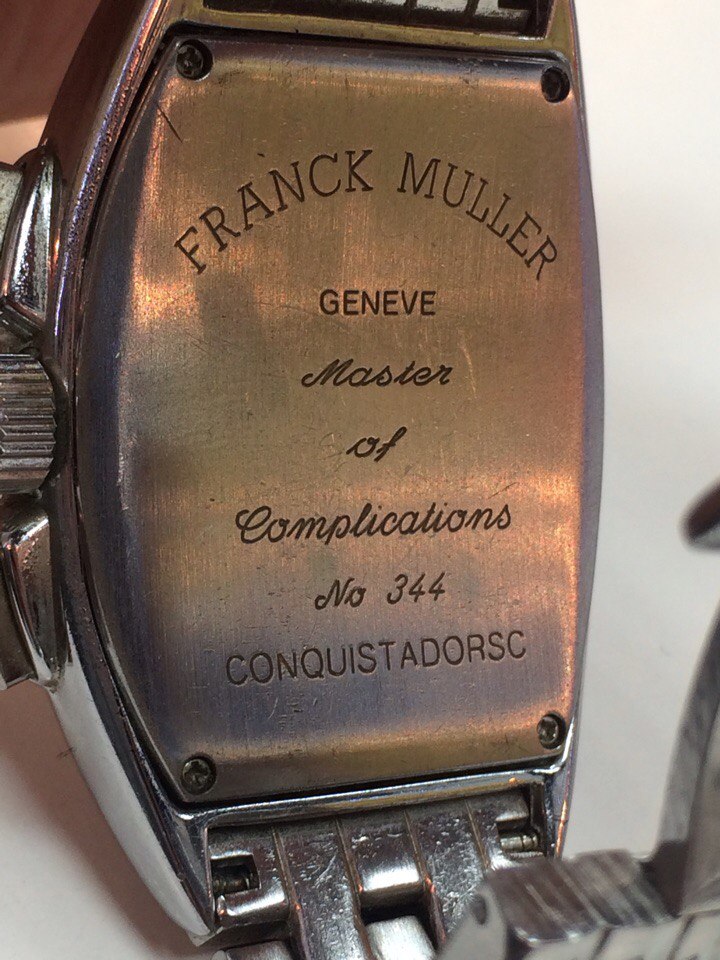 FRANCK MULLER
GENEVE
Master
of
Complications
No 344
CONQUISTADORSC